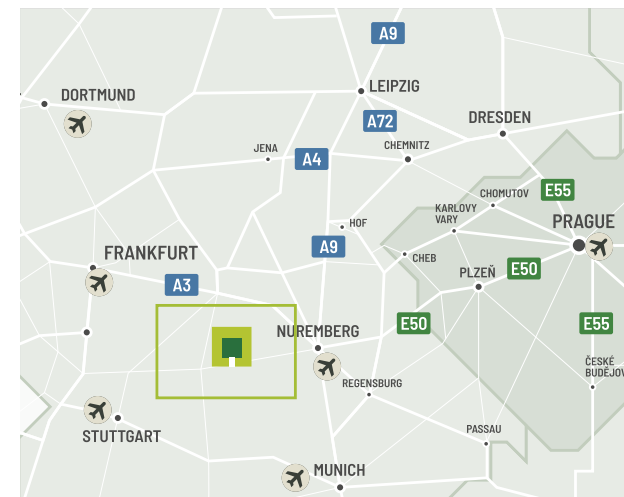 A9
LEIPZIG
DORTMUND
A72
DRESDEN
JENA
A4
CHEMNITZ
E55
CHOMUTOV
KARLOVY
VARY
PRAGUE
HOF
A9
FRANKFURT
CHEB
PLZEŇ
E50
A3
NUREMBERG
E50
E55
ČESKÉ
BUDĚJOV
REGENSBURG
PASSAU
STUTTGART
MUNICH